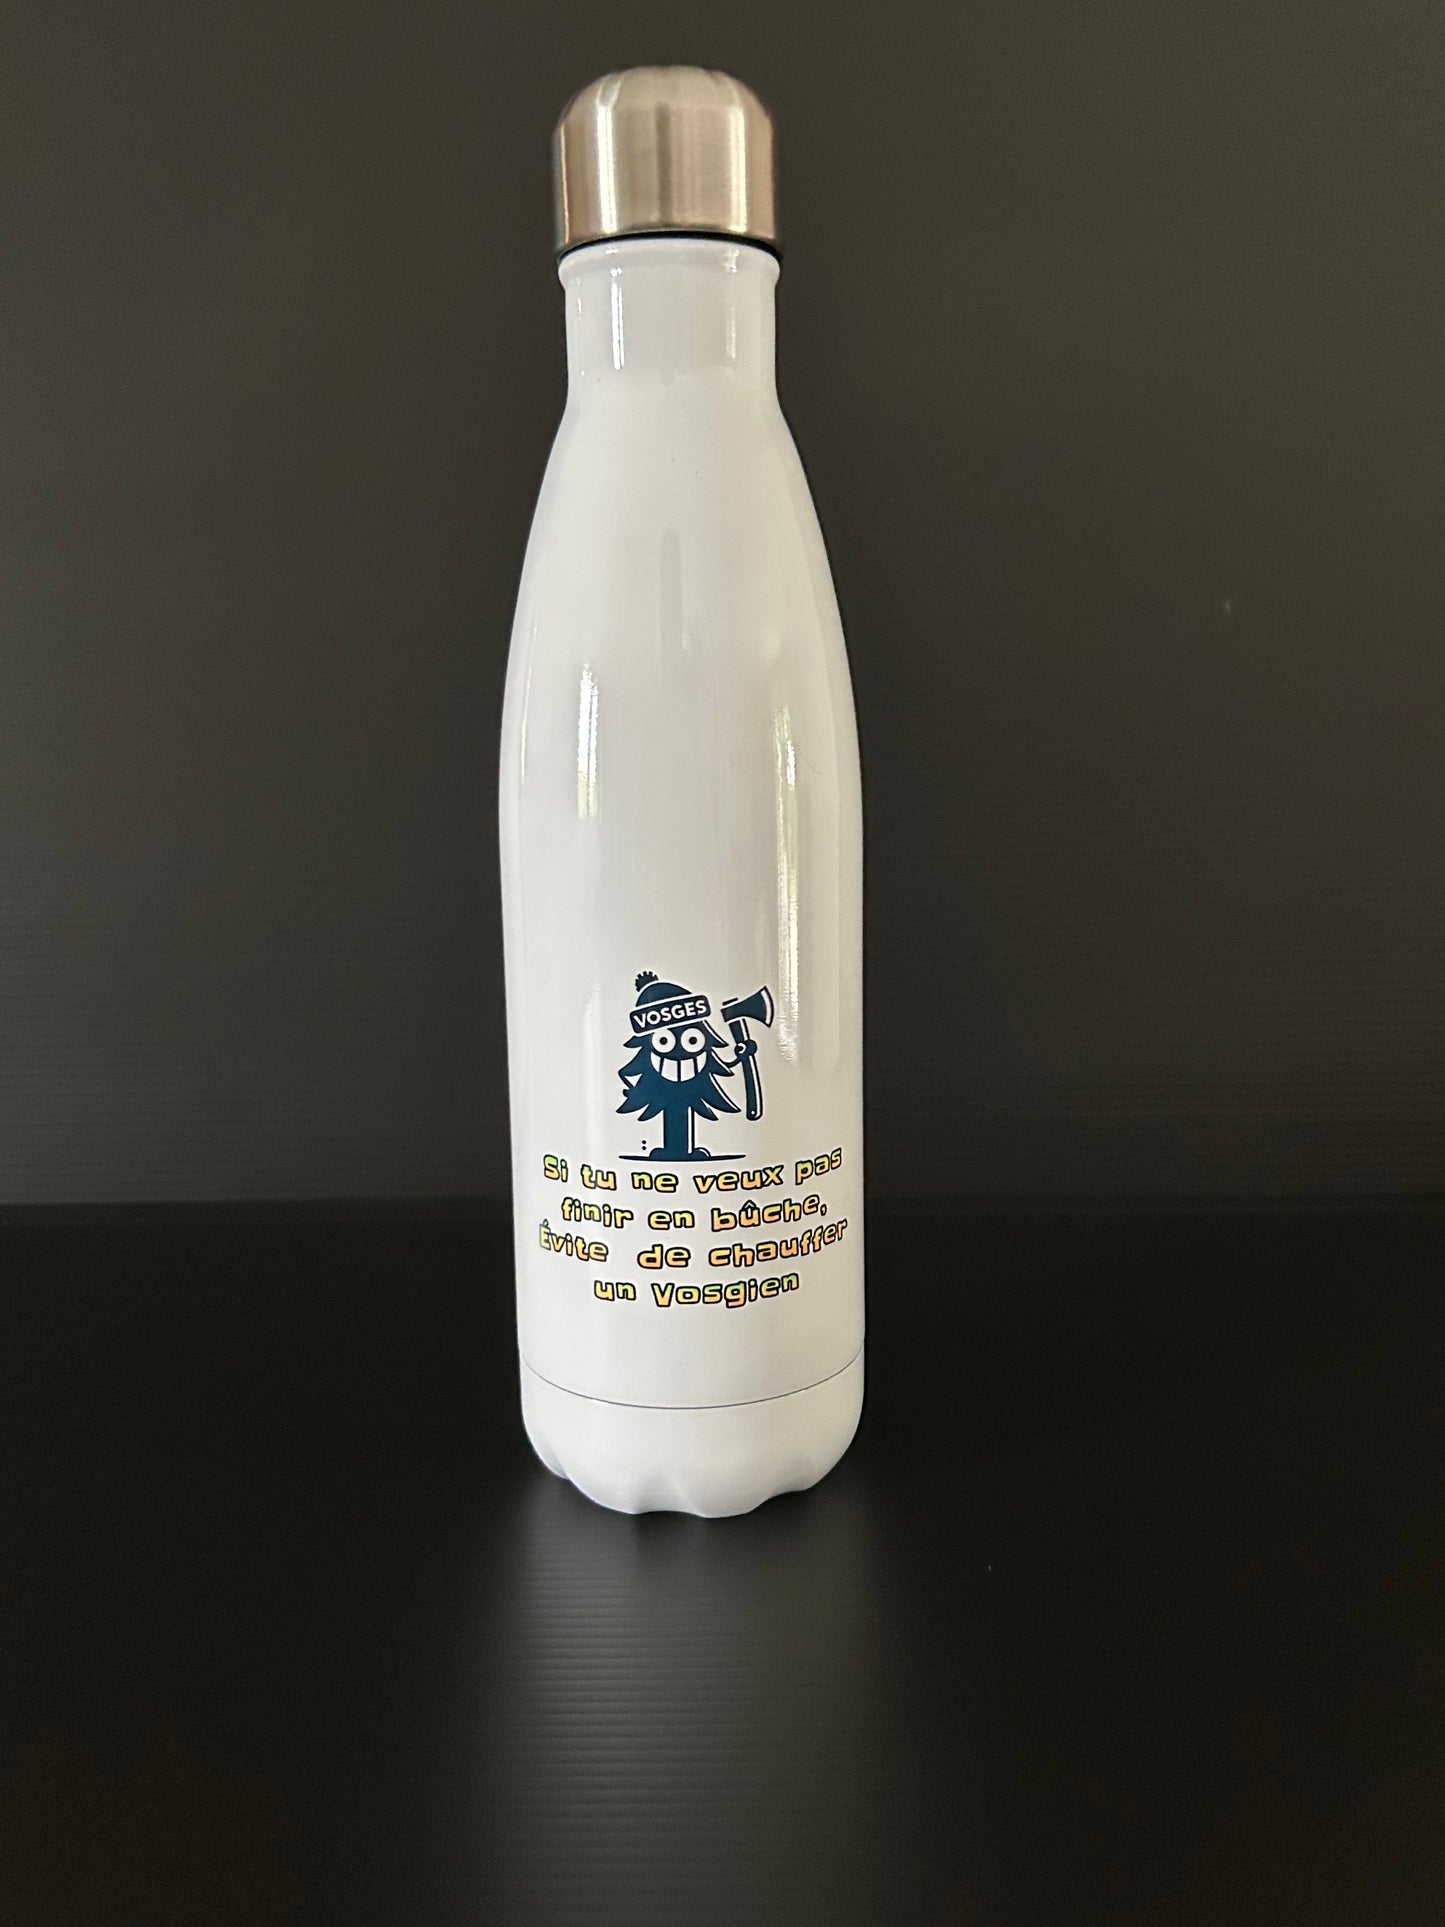 VOSGES
Si tu ne veux pas
finir en bûche,
Évite de chauffer
un Vosgien